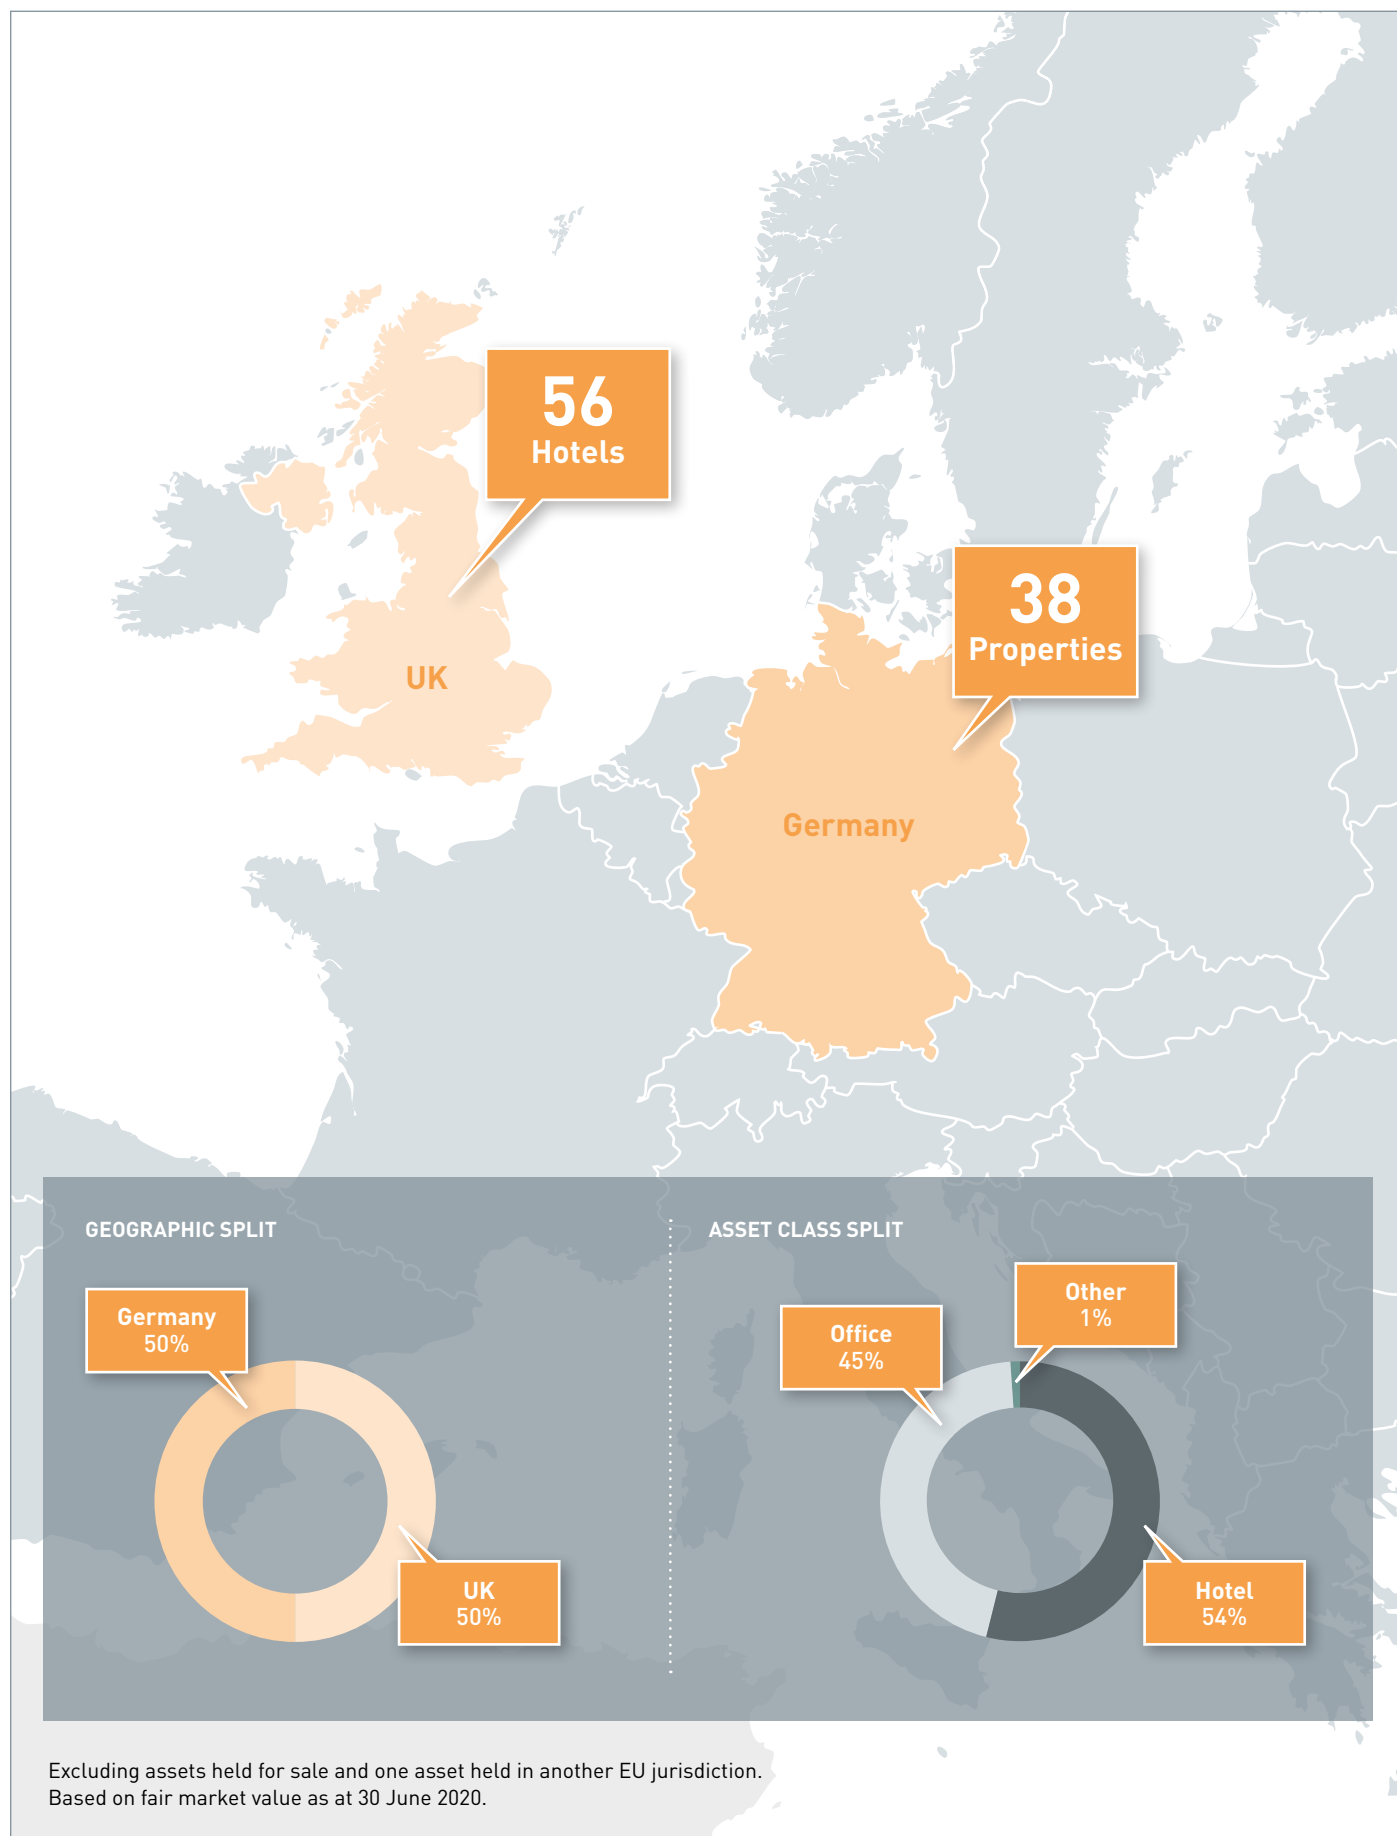 56
Hotels
38
Properties
UK
Germany
GEOGRAPHIC SPLIT
Germany
50%
UK
50%
ASSET CLASS SPLIT
Other
1%
Office
45%
Hotel
54%
Excluding assets held for sale and one asset held in another EU jurisdiction.
Based on fair market value as at 30 June 2020.